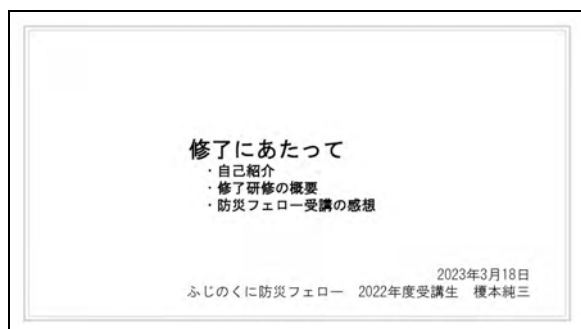 修了にあたって
・自己紹介
・修了研修の概要
・防災フェロー受講の感想
2023年3月18日
ふじのくに防災フェロー　2022年度受講生　榎本純三